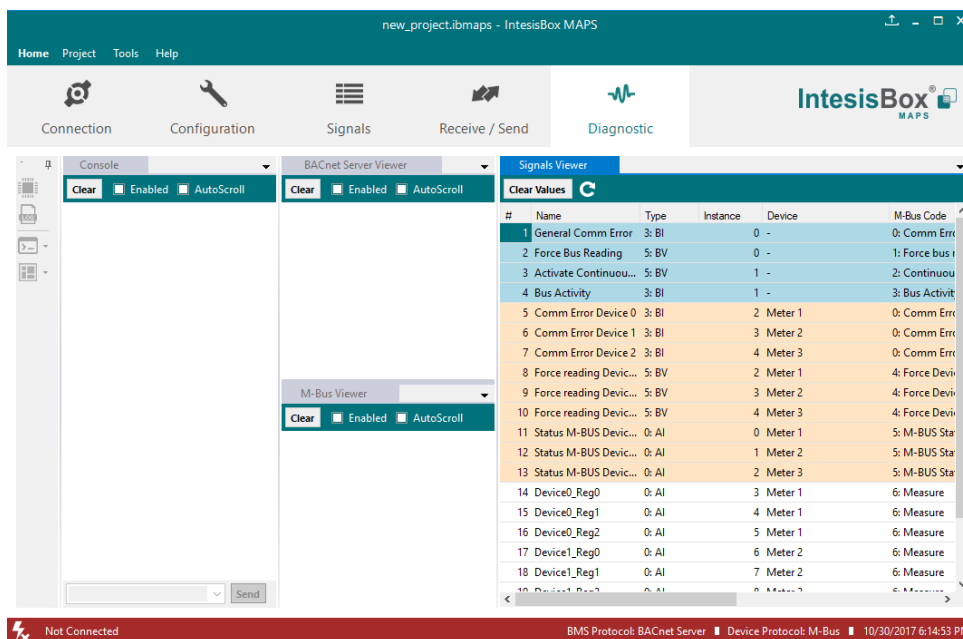 new_project.ibmaps - IntesisBox MAPS
Home Project Tools Help
Connection Configuration Signals Receive / Send Diagnostic
IntesisBox®
MAPS
Console
Clear Enabled AutoScroll
LOG
Send
BACnet Server Viewer
Clear Enabled AutoScroll
M-Bus Viewer
Clear Enabled AutoScroll
Signals Viewer
Clear Values
# Name Type Instance Device M-Bus Code
1 General Comm Error 3: BI 0 - 0: Comm Erro
2 Force Bus Reading 5: BV 0 - 1: Force bus r
3 Activate Continuou... 5: BV 1 - 2: Continuou
4 Bus Activity 3: BI 1 - 3: Bus Activit
5 Comm Error Device 0 3: BI 2 Meter 1 0: Comm Erro
6 Comm Error Device 1 3: BI 3 Meter 2 0: Comm Erro
7 Comm Error Device 2 3: BI 4 Meter 3 0: Comm Erro
8 Force reading Devic... 5: BV 2 Meter 1 4: Force Devi
9 Force reading Devic... 5: BV 3 Meter 2 4: Force Devi
10 Force reading Devic... 5: BV 4 Meter 3 4: Force Devi
11 Status M-BUS Devic... 0: AI 0 Meter 1 5: M-BUS Sta
12 Status M-BUS Devic... 0: AI 1 Meter 2 5: M-BUS Sta
13 Status M-BUS Devic... 0: AI 2 Meter 3 5: M-BUS Sta
14 Device0_Reg0 0: AI 3 Meter 1 6: Measure
15 Device0_Reg1 0: AI 4 Meter 1 6: Measure
16 Device0_Reg2 0: AI 5 Meter 1 6: Measure
17 Device1_Reg0 0: AI 6 Meter 2 6: Measure
18 Device1_Reg1 0: AI 7 Meter 2 6: Measure
Not Connected
BMS Protocol: BACnet Server Device Protocol: M-Bus 10/30/2017 6:14:53 PM